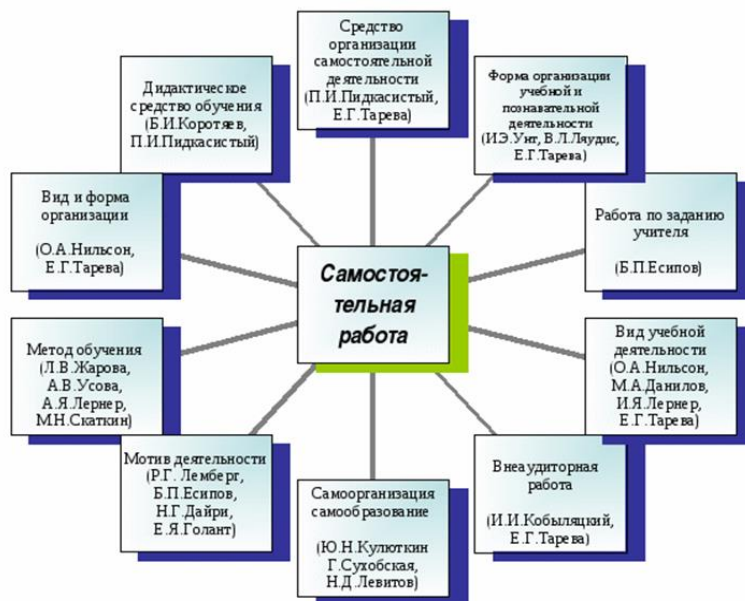 Средство
организации
самостоятельной
деятельности
(П.И.Пидкасистый,
Е.Г.Тарева)
Форма организации
учебной и
познавательной
деятельности
(И.Э.Унт, В.Л.Ляудис,
Е.Г.Тарева)
Работа по заданию
учителя
(Б.П.Есипов)
Вид учебной
деятельности
(О.А.Нильсон,
М.А.Данилов,
И.Я.Лернер,
Е.Г.Тарева)
Внеаудиторная
работа
(И.И.Кобыляцкий,
Е.Г.Тарева)
Самоорганизация
самообразование
(Ю.Н.Кулюткин
Г.Сухобская,
Н.Д.Левитов)
Мотив деятельности
(Р.Г. Лемберг,
Б.П.Есипов,
Н.Г.Дайри,
Е.Я.Голант)
Метод обучения
(Л.В.Жарова,
А.В.Усова,
А.Я.Лернер,
М.Н.Скаткин)
Вид и форма
организации
(О.А.Нильсон,
Е.Г.Тарева)
Дидактическое
средство обучения
(Б.И.Коротяев,
П.И.Пидкасистый)
Самостоя-
тельная
работа